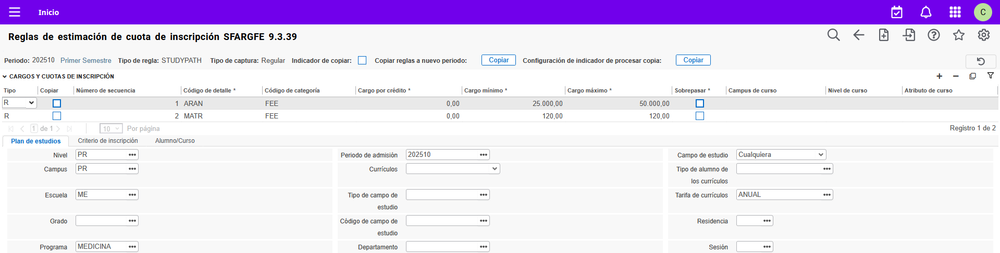 Inicio
C
Reglas de estimación de cuota de inscripción SFARGFE 9.3.39
Periodo: 202510 Primer Semestre Tipo de regla: STUDYPATH Tipo de captura: Regular Indicador de copiar: Copiar reglas a nuevo periodo: Copiar Configuración de indicador de procesar copia: Copiar
CARGOS Y CUOTAS DE INSCRIPCIÓN
Tipo Copiar Número de secuencia Código de detalle * Código de categoría Cargo por crédito * Cargo mínimo * Cargo máximo * Sobrepasar * Campus de curso Nivel de curso Atributo de curso
R 1 ARAN FEE 0,00 25.000,00 50.000,00
R 2 MATR FEE 0,00 120,00 120,00
1 de 1 10 Por página Registro 1 de 2
Plan de estudios Criterio de inscripción Alumno/Curso
Nivel PR Periodo de admisión 202510 Campo de estudio Cualquiera
Campus PR Currículos Tipo de alumno de
los currículos
Escuela ME Tipo de campo de Tarifa de currículos ANUAL
estudio
Grado Código de campo de Residencia
estudio
Programa MEDICINA Departamento Sesión